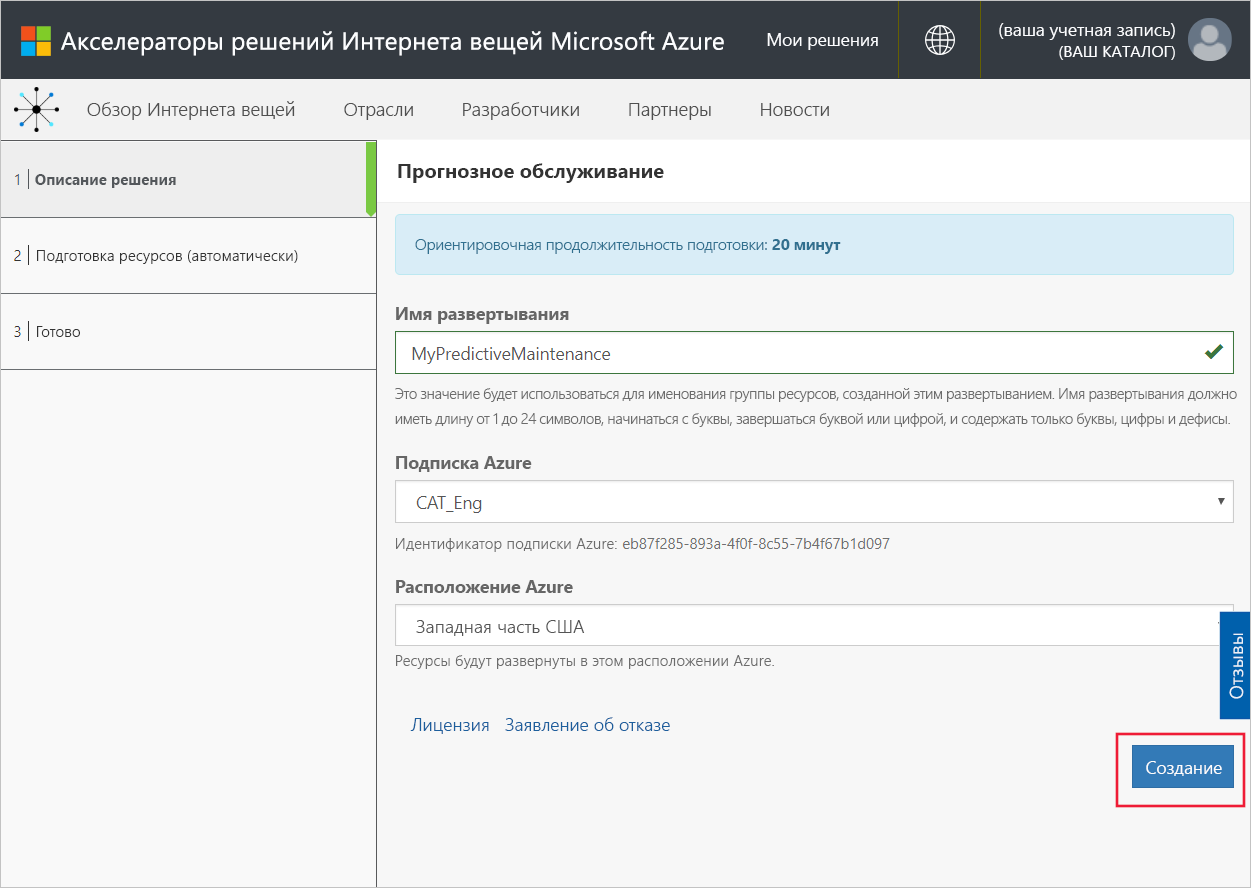 Акселераторы решений Интернета вещей Microsoft Azure
Мои решения
(ваша учетная запись)
(ВАШ КАТАЛОГ)
Обзор Интернета вещей
Отрасли
Разработчики
Партнеры
Новости
1 Описание решения
2 Подготовка ресурсов (автоматически)
3 Готово
Прогнозное обслуживание
Ориентировочная продолжительность подготовки: 20 минут
Имя развертывания
MyPredictiveMaintenance
Это значение будет использоваться для именования группы ресурсов, созданной этим развертыванием. Имя развертывания должно
иметь длину от 1 до 24 символов, начинаться с буквы, завершаться буквой или цифрой, и содержать только буквы, цифры и дефисы.
Подписка Azure
CAT_Eng
Идентификатор подписки Azure: eb87f285-893a-4f0f-8c55-7b4f67b1d097
Расположение Azure
Западная часть США
Ресурсы будут развернуты в этом расположении Azure.
Отзывы
Лицензия Заявление об отказе
Создание